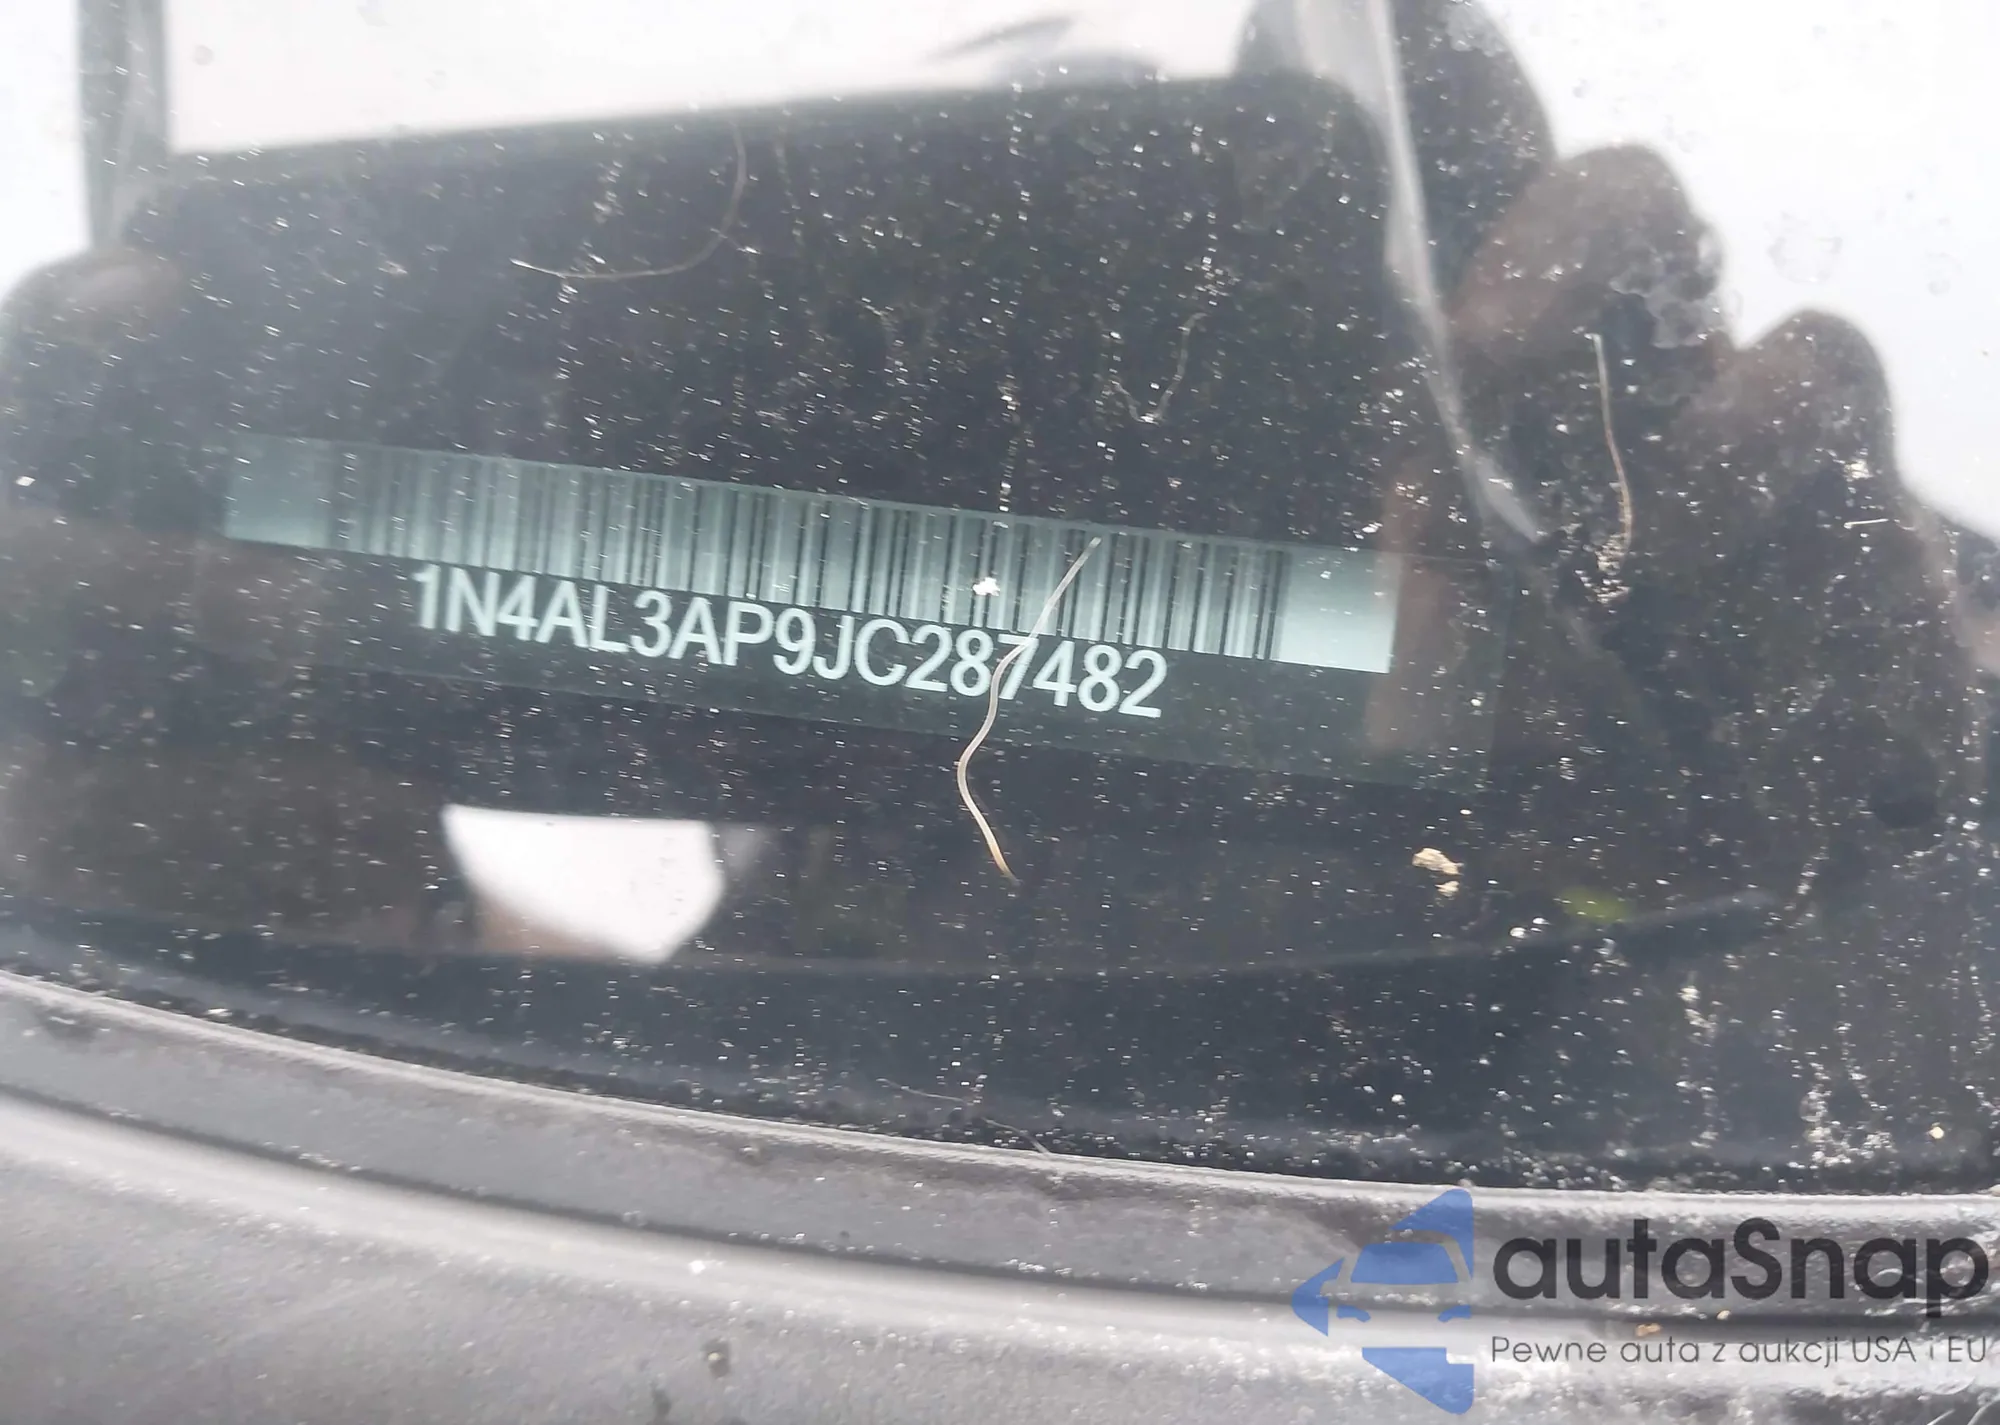 1N4AL3AP9JC287482
autaSnap
Pewne auta z aukcji USA i EU